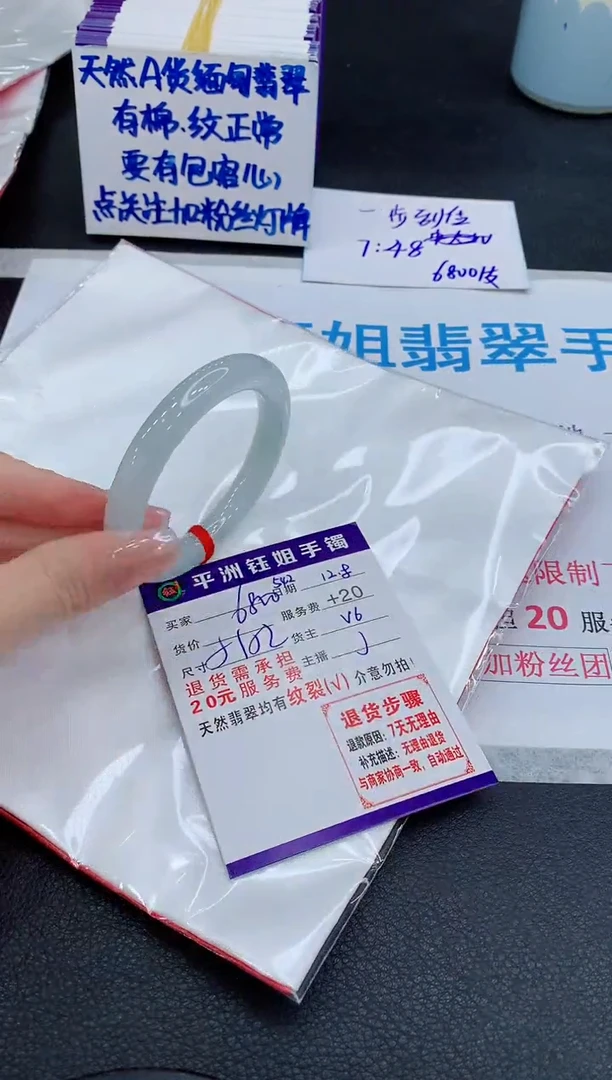 天然A货缅甸翡翠
有棉.纹正常
要有包容心
点关注加粉丝灯牌
一步到位
7:48
6800
姐翡翠手
限制
20 服
加粉丝团
平洲钰姐手镯
买家 6800 日期 12.8
货价 服务费 +20
尺寸 货主 V6
退货需承担 主播 J
20元服务费
天然翡翠均有纹裂(√) 介意勿拍!
退货步骤
退款原因: 7天无理由
补充描述: 无理由退货
与商家协商一致，自动通过